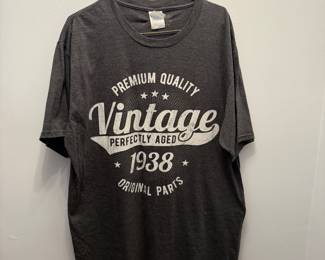 PREMIUM QUALITY
Vintage
PERFECTLY AGED
1938
ORIGINAL PARTS